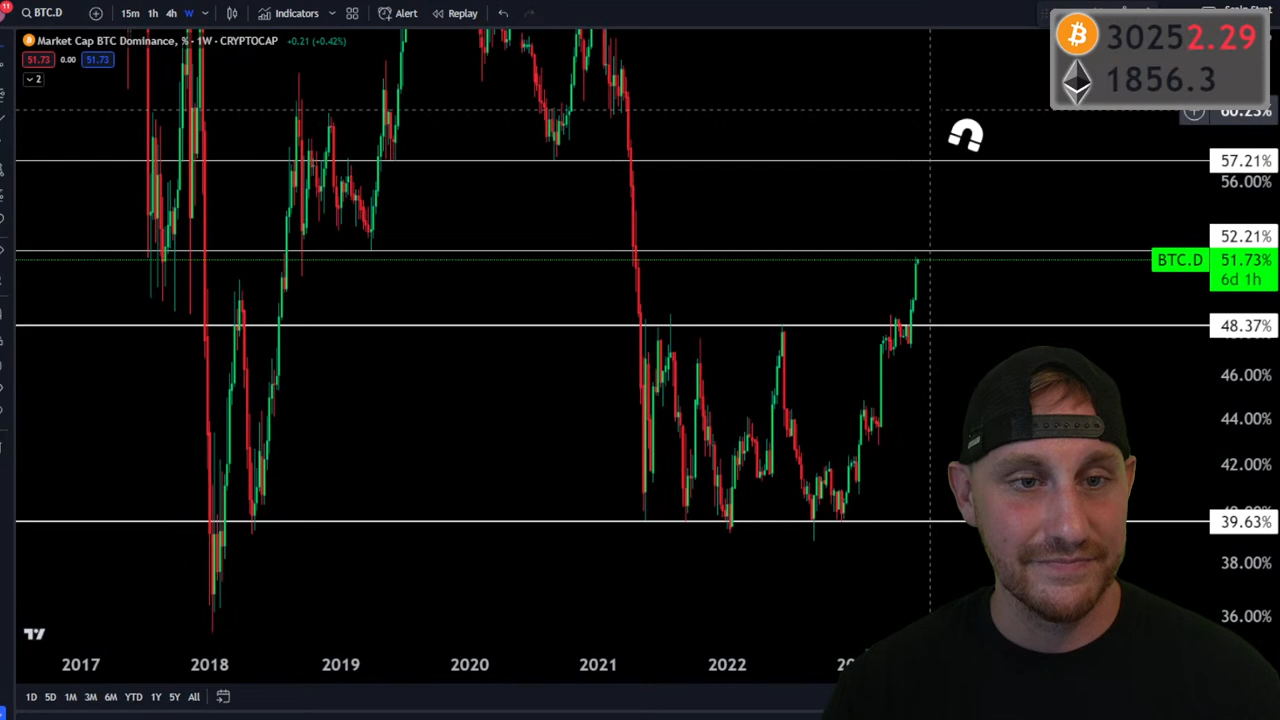 11
BTC.D 15m 1h 4h W Indicators Alert Replay
Market Cap BTC Dominance, % · 1W · CRYPTOCAP +0.21 (+0.42%)
51.73 0.00 51.73
2
30252.29
1856.3
60.23%
57.21%
56.00%
52.21%
BTC.D 51.73%
6d 1h
48.37%
46.00%
44.00%
42.00%
39.63%
38.00%
36.00%
2017 2018 2019 2020 2021 2022
1D 5D 1M 3M 6M YTD 1Y 5Y All